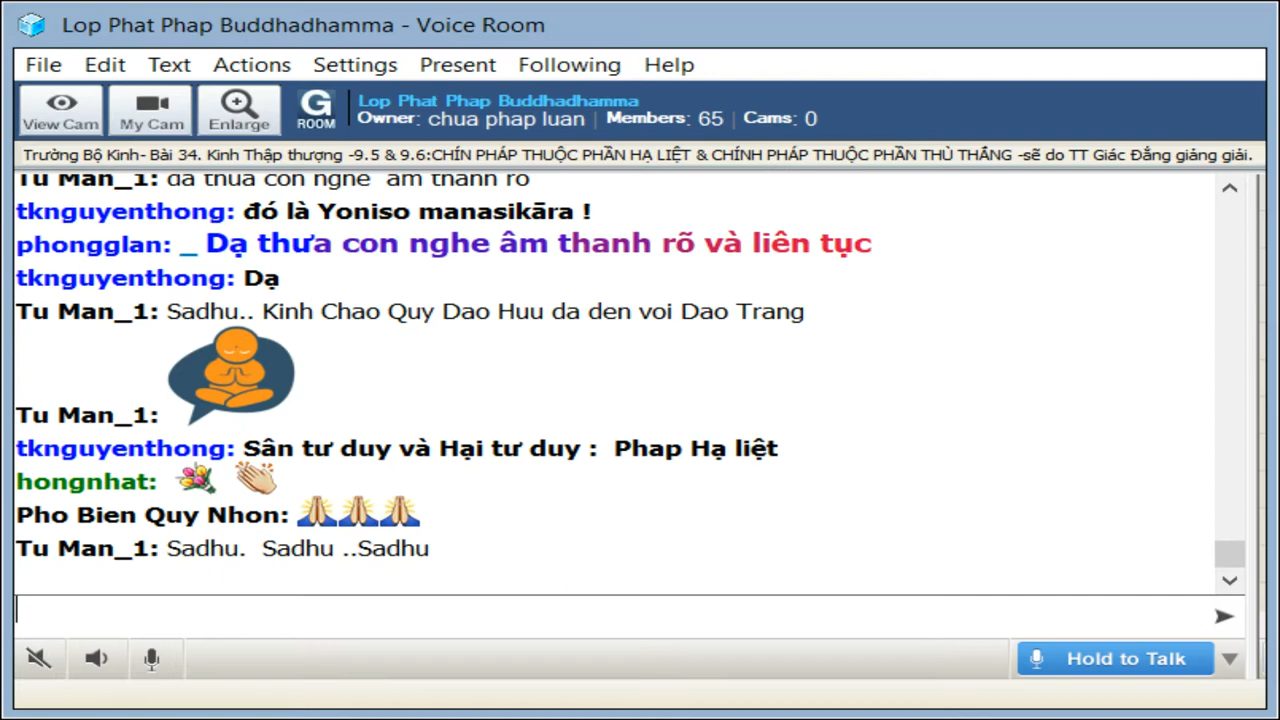 Lop Phat Phap Buddhadhamma - Voice Room
File Edit Text Actions Settings Present Following Help
View Cam My Cam Enlarge G ROOM
Lop Phat Phap Buddhadhamma
Owner: chua phap luan | Members: 65 | Cams: 0
Trường Bộ Kinh- Bài 34. Kinh Thập thượng -9.5 & 9.6:CHÍN PHÁP THUỘC PHẦN HẠ LIỆT & CHÍNH PHÁP THUỘC PHẦN THÙ THẮNG -sẽ do TT Giác Đẳng giảng giải.
Tu Man_1: da thua con nghe am thanh ro
tknguyenthong: đó là Yoniso manasikāra !
phongglan: _ Dạ thưa con nghe âm thanh rõ và liên tục
tknguyenthong: Dạ
Tu Man_1: Sadhu.. Kinh Chao Quy Dao Huu da den voi Dao Trang
Tu Man_1:
tknguyenthong: Sân tư duy và Hại tư duy : Phap Hạ liệt
hongnhat:
Pho Bien Quy Nhon:
Tu Man_1: Sadhu. Sadhu ..Sadhu
Hold to Talk